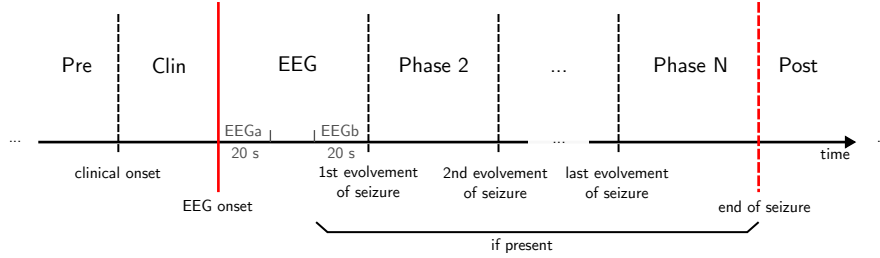 Pre Clin EEG Phase 2 ... Phase N Post
EEGa EEGb
... ... .
20 s 20 s time
clinical onset 1st evolvement 2nd evolvement last evolvement
of seizure of seizure of seizure
EEG onset end of seizure
if present